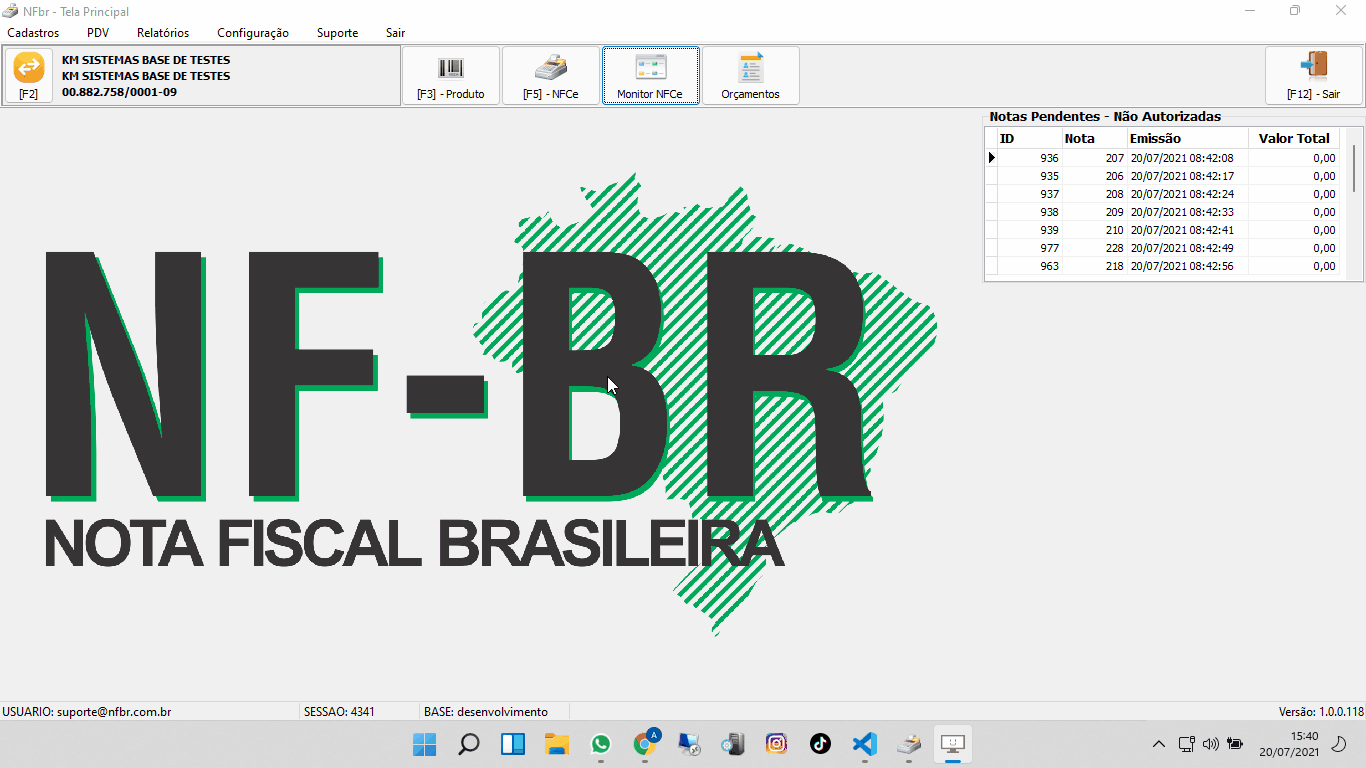 NFbr - Tela Principal
Cadastros PDV Relatórios Configuração Suporte Sair
[F2]
KM SISTEMAS BASE DE TESTES
KM SISTEMAS BASE DE TESTES
00.882.758/0001-09
[F3] - Produto
[F5] - NFCe
Monitor NFCe
Orçamentos
[F12] - Sair
Notas Pendentes - Não Autorizadas
ID Nota Emissão Valor Total
936 207 20/07/2021 08:42:08 0,00
935 206 20/07/2021 08:42:17 0,00
937 208 20/07/2021 08:42:24 0,00
938 209 20/07/2021 08:42:33 0,00
939 210 20/07/2021 08:42:41 0,00
977 228 20/07/2021 08:42:49 0,00
963 218 20/07/2021 08:42:56 0,00
NF-BR
NOTA FISCAL BRASILEIRA
USUARIO: suporte@nfbr.com.br SESSAO: 4341 BASE: desenvolvimento Versão: 1.0.0.118
A
15:40
20/07/2021